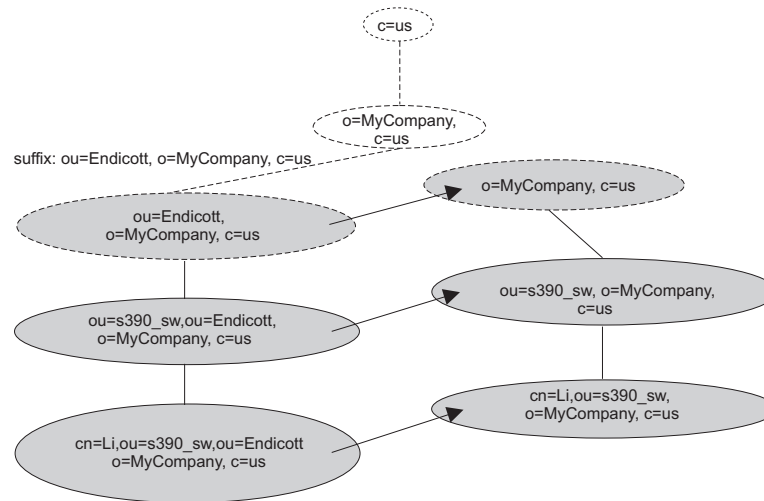 c=us
o=MyCompany,
c=us
suffix: ou=Endicott, o=MyCompany, c=us
o=MyCompany, c=us
ou=Endicott,
o=MyCompany, c=us
ou=s390_sw, o=MyCompany,
c=us
ou=s390_sw,ou=Endicott,
o=MyCompany, c=us
cn=Li,ou=s390_sw,
o=MyCompany, c=us
cn=Li,ou=s390_sw,ou=Endicott
o=MyCompany, c=us